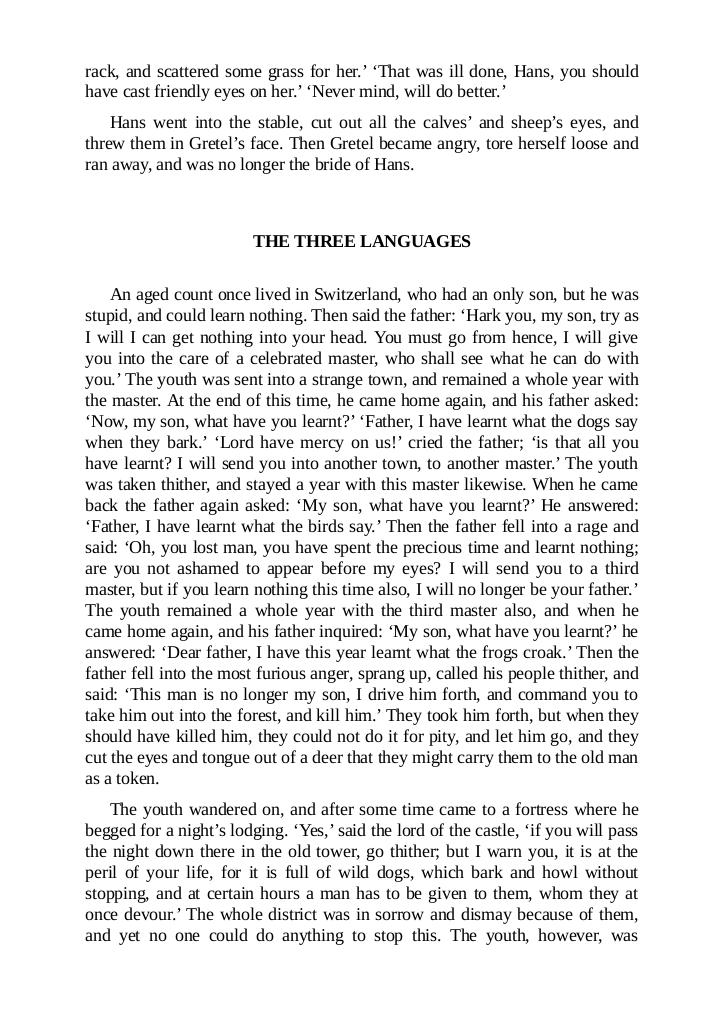 rack, and scattered some grass for her.’ ‘That was ill done, Hans, you should
have cast friendly eyes on her.’ ‘Never mind, will do better.’
Hans went into the stable, cut out all the calves’ and sheep’s eyes, and
threw them in Gretel’s face. Then Gretel became angry, tore herself loose and
ran away, and was no longer the bride of Hans.
THE THREE LANGUAGES
An aged count once lived in Switzerland, who had an only son, but he was
stupid, and could learn nothing. Then said the father: ‘Hark you, my son, try as
I will I can get nothing into your head. You must go from hence, I will give
you into the care of a celebrated master, who shall see what he can do with
you.’ The youth was sent into a strange town, and remained a whole year with
the master. At the end of this time, he came home again, and his father asked:
‘Now, my son, what have you learnt?’ ‘Father, I have learnt what the dogs say
when they bark.’ ‘Lord have mercy on us!’ cried the father; ‘is that all you
have learnt? I will send you into another town, to another master.’ The youth
was taken thither, and stayed a year with this master likewise. When he came
back the father again asked: ‘My son, what have you learnt?’ He answered:
‘Father, I have learnt what the birds say.’ Then the father fell into a rage and
said: ‘Oh, you lost man, you have spent the precious time and learnt nothing;
are you not ashamed to appear before my eyes? I will send you to a third
master, but if you learn nothing this time also, I will no longer be your father.’
The youth remained a whole year with the third master also, and when he
came home again, and his father inquired: ‘My son, what have you learnt?’ he
answered: ‘Dear father, I have this year learnt what the frogs croak.’ Then the
father fell into the most furious anger, sprang up, called his people thither, and
said: ‘This man is no longer my son, I drive him forth, and command you to
take him out into the forest, and kill him.’ They took him forth, but when they
should have killed him, they could not do it for pity, and let him go, and they
cut the eyes and tongue out of a deer that they might carry them to the old man
as a token.
The youth wandered on, and after some time came to a fortress where he
begged for a night’s lodging. ‘Yes,’ said the lord of the castle, ‘if you will pass
the night down there in the old tower, go thither; but I warn you, it is at the
peril of your life, for it is full of wild dogs, which bark and howl without
stopping, and at certain hours a man has to be given to them, whom they at
once devour.’ The whole district was in sorrow and dismay because of them,
and yet no one could do anything to stop this. The youth, however, was